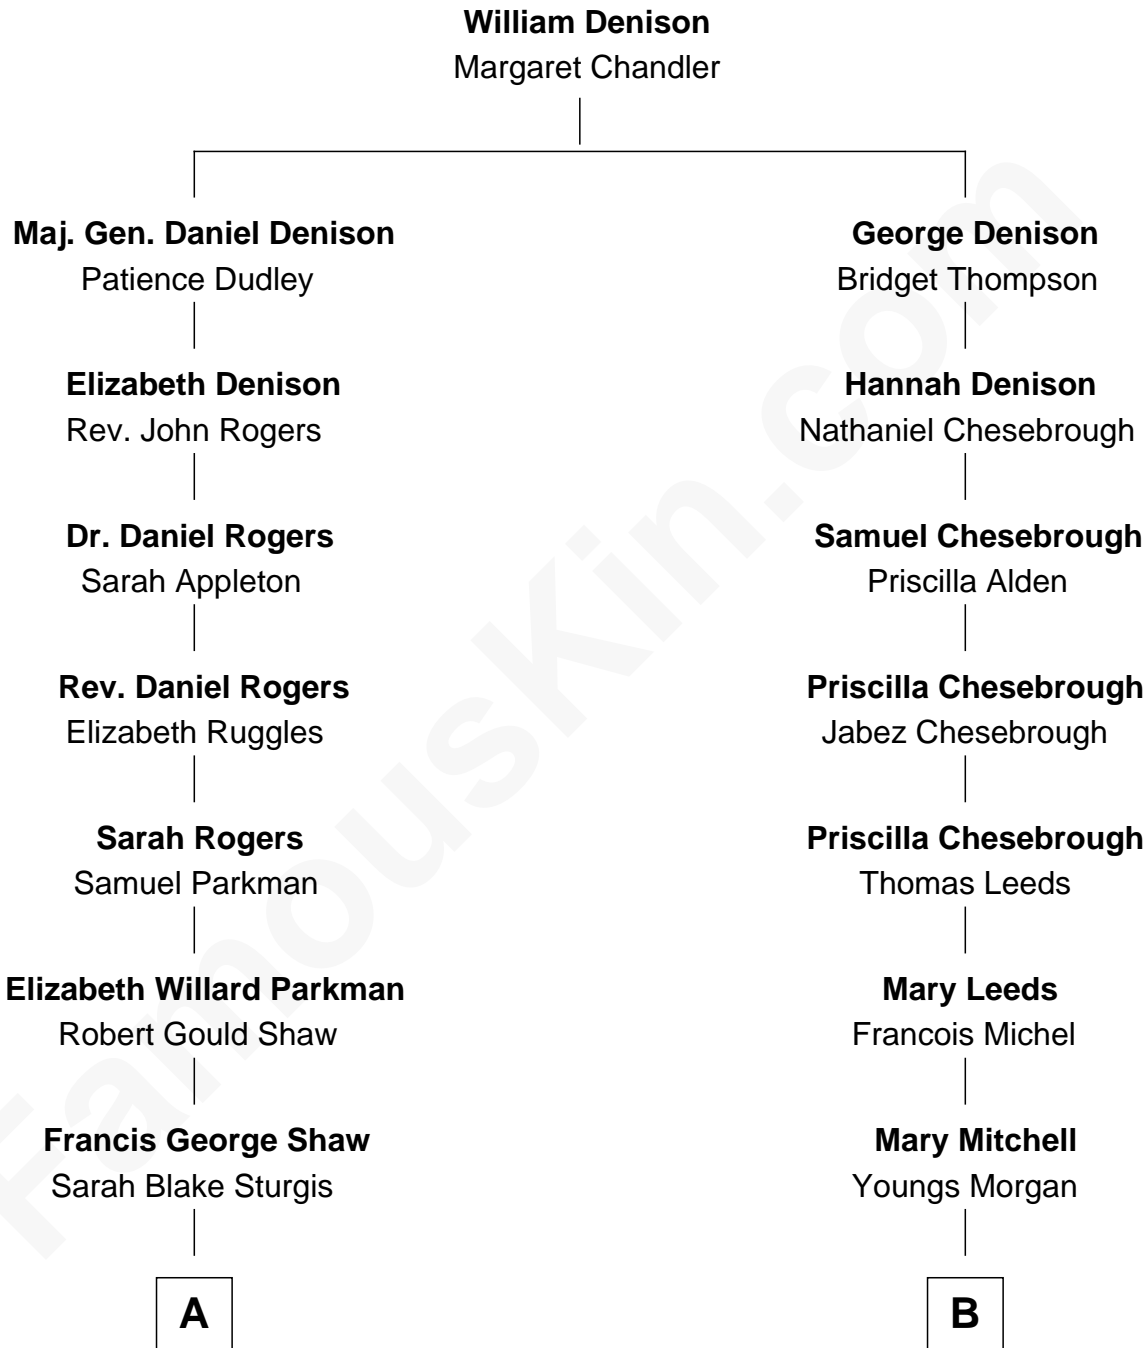 William Denison
Margaret Chandler
Maj. Gen. Daniel Denison
Patience Dudley
Elizabeth Denison
Rev. John Rogers
Dr. Daniel Rogers
Sarah Appleton
Rev. Daniel Rogers
Elizabeth Ruggles
Sarah Rogers
Samuel Parkman
Elizabeth Willard Parkman
Robert Gould Shaw
Francis George Shaw
Sarah Blake Sturgis
A
George Denison
Bridget Thompson
Hannah Denison
Nathaniel Chesebrough
Samuel Chesebrough
Priscilla Alden
Priscilla Chesebrough
Jabez Chesebrough
Priscilla Chesebrough
Thomas Leeds
Mary Leeds
Francois Michel
Mary Mitchell
Youngs Morgan
B
FamousKin.com